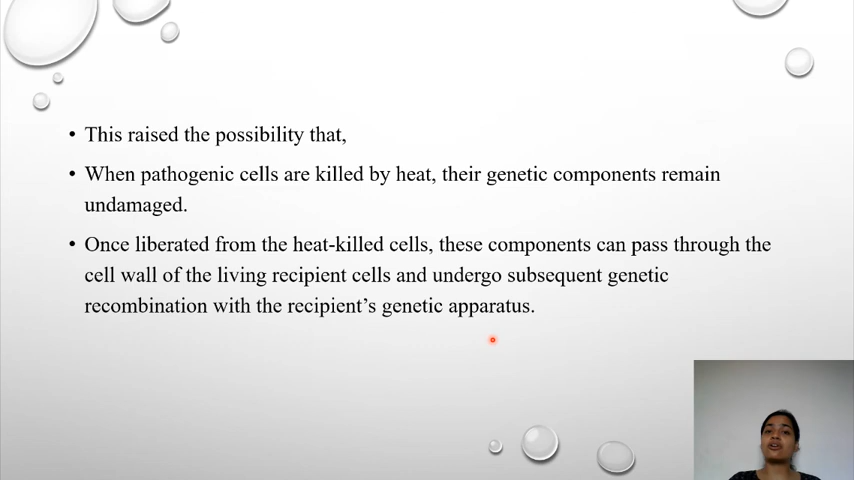 • This raised the possibility that,
• When pathogenic cells are killed by heat, their genetic components remain
undamaged.
• Once liberated from the heat-killed cells, these components can pass through the
cell wall of the living recipient cells and undergo subsequent genetic
recombination with the recipient’s genetic apparatus.